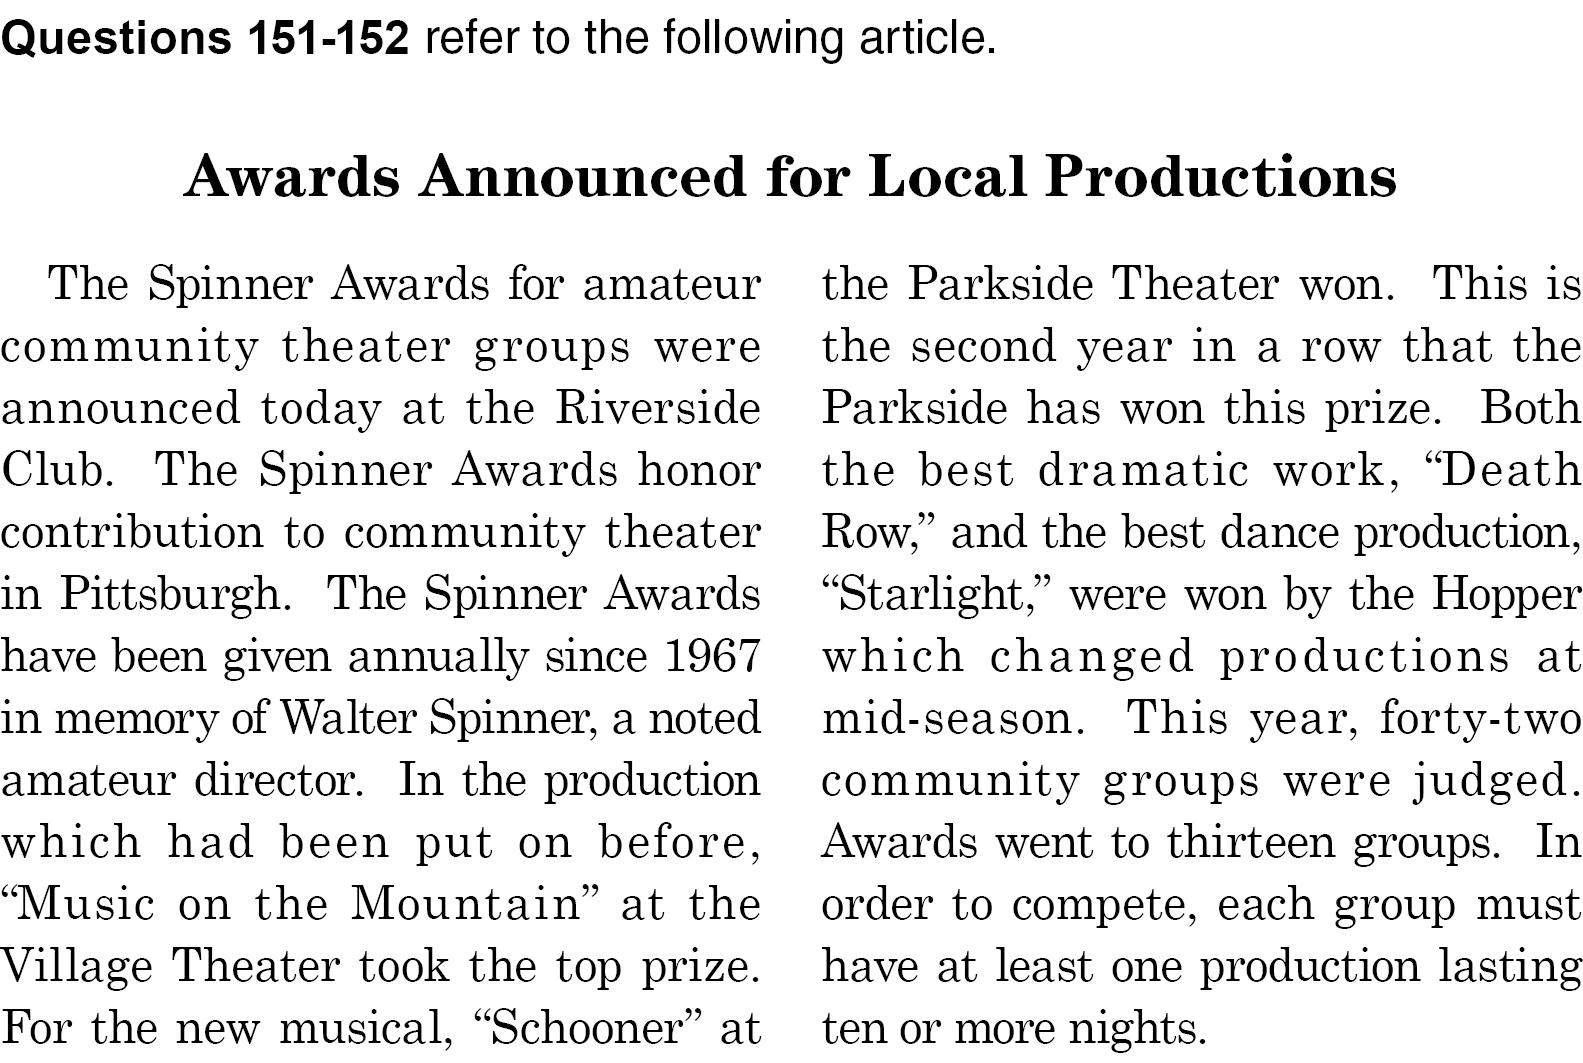 Questions 151-152 refer to the following article.
Awards Announced for Local Productions
The Spinner Awards for amateur
community theater groups were
announced today at the Riverside
Club. The Spinner Awards honor
contribution to community theater
in Pittsburgh. The Spinner Awards
have been given annually since 1967
in memory of Walter Spinner, a noted
amateur director. In the production
which had been put on before,
“Music on the Mountain” at the
Village Theater took the top prize.
For the new musical, “Schooner” at
the Parkside Theater won. This is
the second year in a row that the
Parkside has won this prize. Both
the best dramatic work, “Death
Row,” and the best dance production,
“Starlight,” were won by the Hopper
which changed productions at
mid-season. This year, forty-two
community groups were judged.
Awards went to thirteen groups. In
order to compete, each group must
have at least one production lasting
ten or more nights.